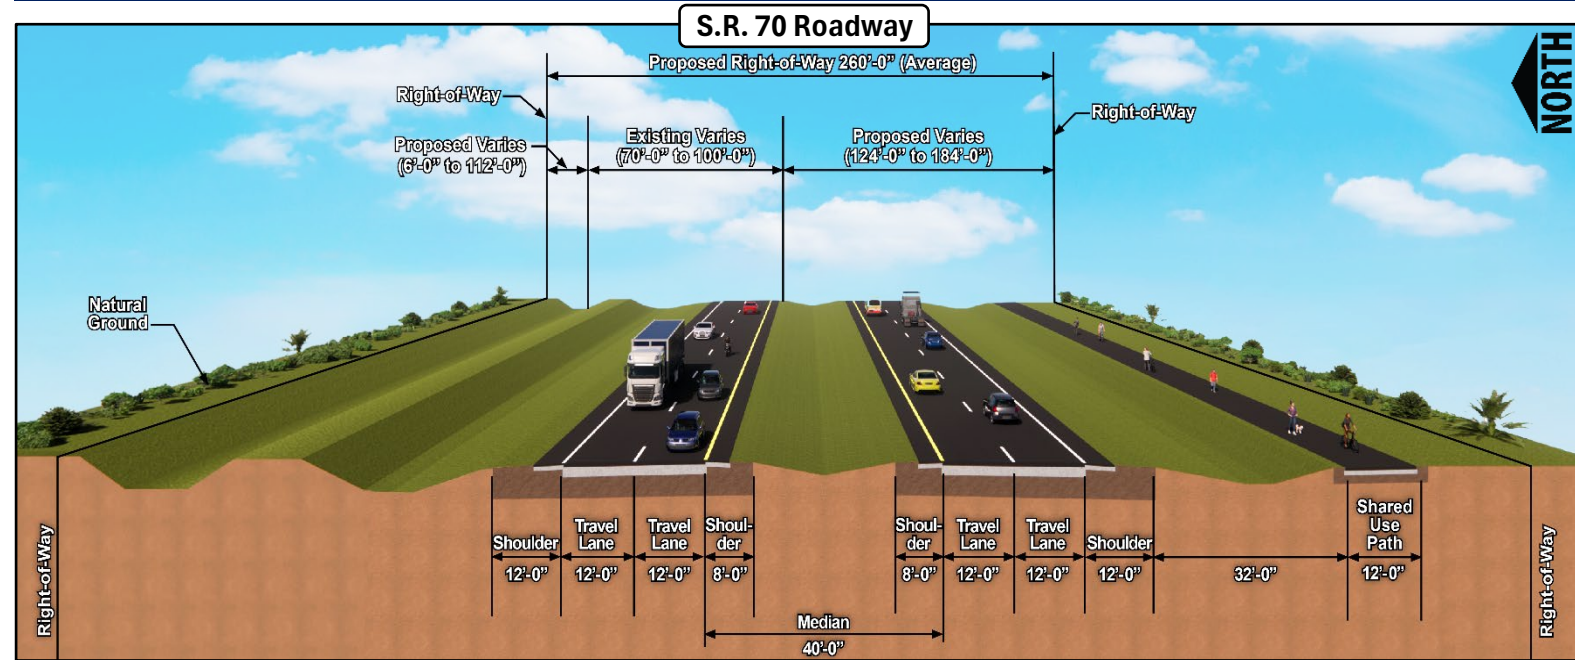 S.R. 70 Roadway
NORTH
Proposed Right-of-Way 260'-0" (Average)
Right-of-Way
Right-of-Way
Proposed Varies
(6'-0" to 112'-0")
Existing Varies
(70'-0" to 100'-0")
Proposed Varies
(124'-0" to 184'-0")
Natural
Ground
Right-of-Way
Shoulder
12'-0"
Travel
Lane
12'-0"
Travel
Lane
12'-0"
Shoul-
der
8'-0"
Shoul-
der
8'-0"
Travel
Lane
12'-0"
Travel
Lane
12'-0"
Shoulder
12'-0"
32'-0"
Shared
Use
Path
12'-0"
Right-of-Way
Median
40'-0"